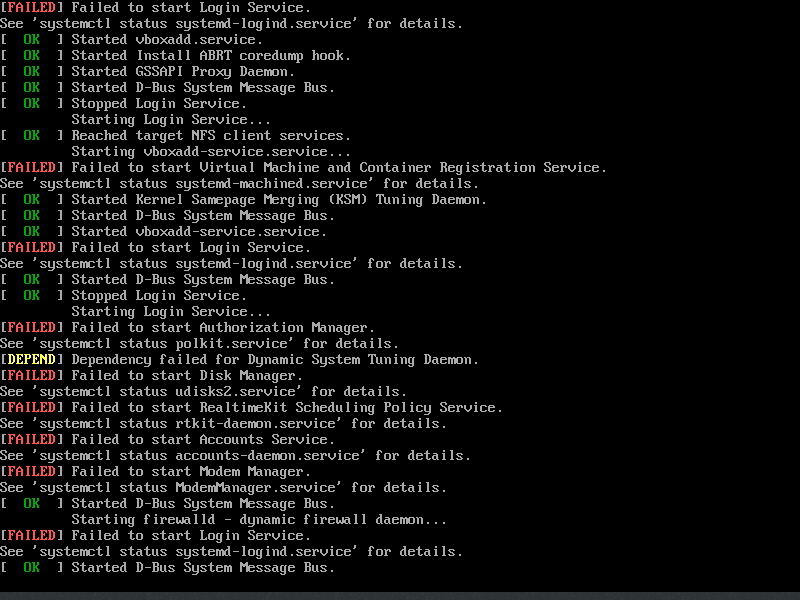 [FAILED] Failed to start Login Service.
See 'systemctl status systemd-logind.service' for details.
[  OK  ] Started vboxadd.service.
[  OK  ] Started Install ABRT coredump hook.
[  OK  ] Started GSSAPI Proxy Daemon.
[  OK  ] Started D-Bus System Message Bus.
[  OK  ] Stopped Login Service.
         Starting Login Service...
[  OK  ] Reached target NFS client services.
         Starting vboxadd-service.service...
[FAILED] Failed to start Virtual Machine and Container Registration Service.
See 'systemctl status systemd-machined.service' for details.
[  OK  ] Started Kernel Samepage Merging (KSM) Tuning Daemon.
[  OK  ] Started D-Bus System Message Bus.
[  OK  ] Started vboxadd-service.service.
[FAILED] Failed to start Login Service.
See 'systemctl status systemd-logind.service' for details.
[  OK  ] Started D-Bus System Message Bus.
[  OK  ] Stopped Login Service.
         Starting Login Service...
[FAILED] Failed to start Authorization Manager.
See 'systemctl status polkit.service' for details.
[DEPEND] Dependency failed for Dynamic System Tuning Daemon.
[FAILED] Failed to start Disk Manager.
See 'systemctl status udisks2.service' for details.
[FAILED] Failed to start RealtimeKit Scheduling Policy Service.
See 'systemctl status rtkit-daemon.service' for details.
[FAILED] Failed to start Accounts Service.
See 'systemctl status accounts-daemon.service' for details.
[FAILED] Failed to start Modem Manager.
See 'systemctl status ModemManager.service' for details.
[  OK  ] Started D-Bus System Message Bus.
         Starting firewalld - dynamic firewall daemon...
[FAILED] Failed to start Login Service.
See 'systemctl status systemd-logind.service' for details.
[  OK  ] Started D-Bus System Message Bus.